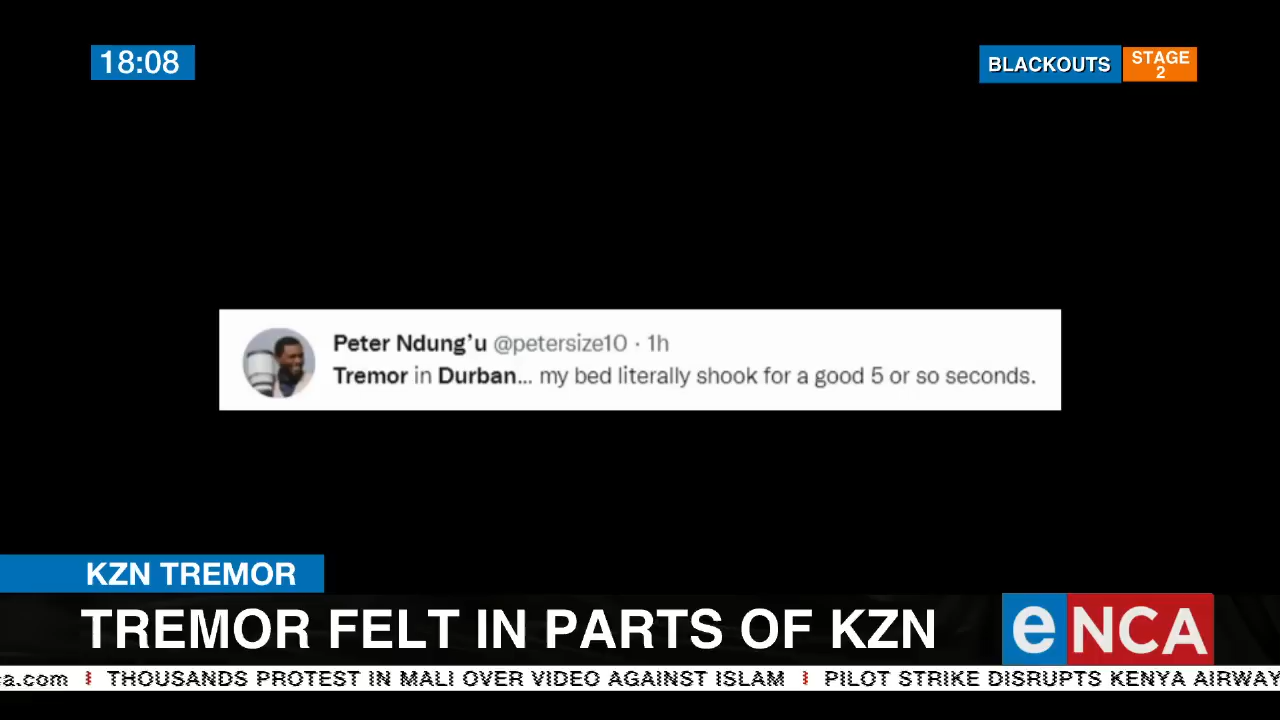 18:08
BLACKOUTS
STAGE
2
Peter Ndung'u @petersize10 · 1h
Tremor in Durban... my bed literally shook for a good 5 or so seconds.
KZN TREMOR
TREMOR FELT IN PARTS OF KZN
eNCA
ca.com THOUSANDS PROTEST IN MALI OVER VIDEO AGAINST ISLAM PILOT STRIKE DISRUPTS KENYA AIRWAY